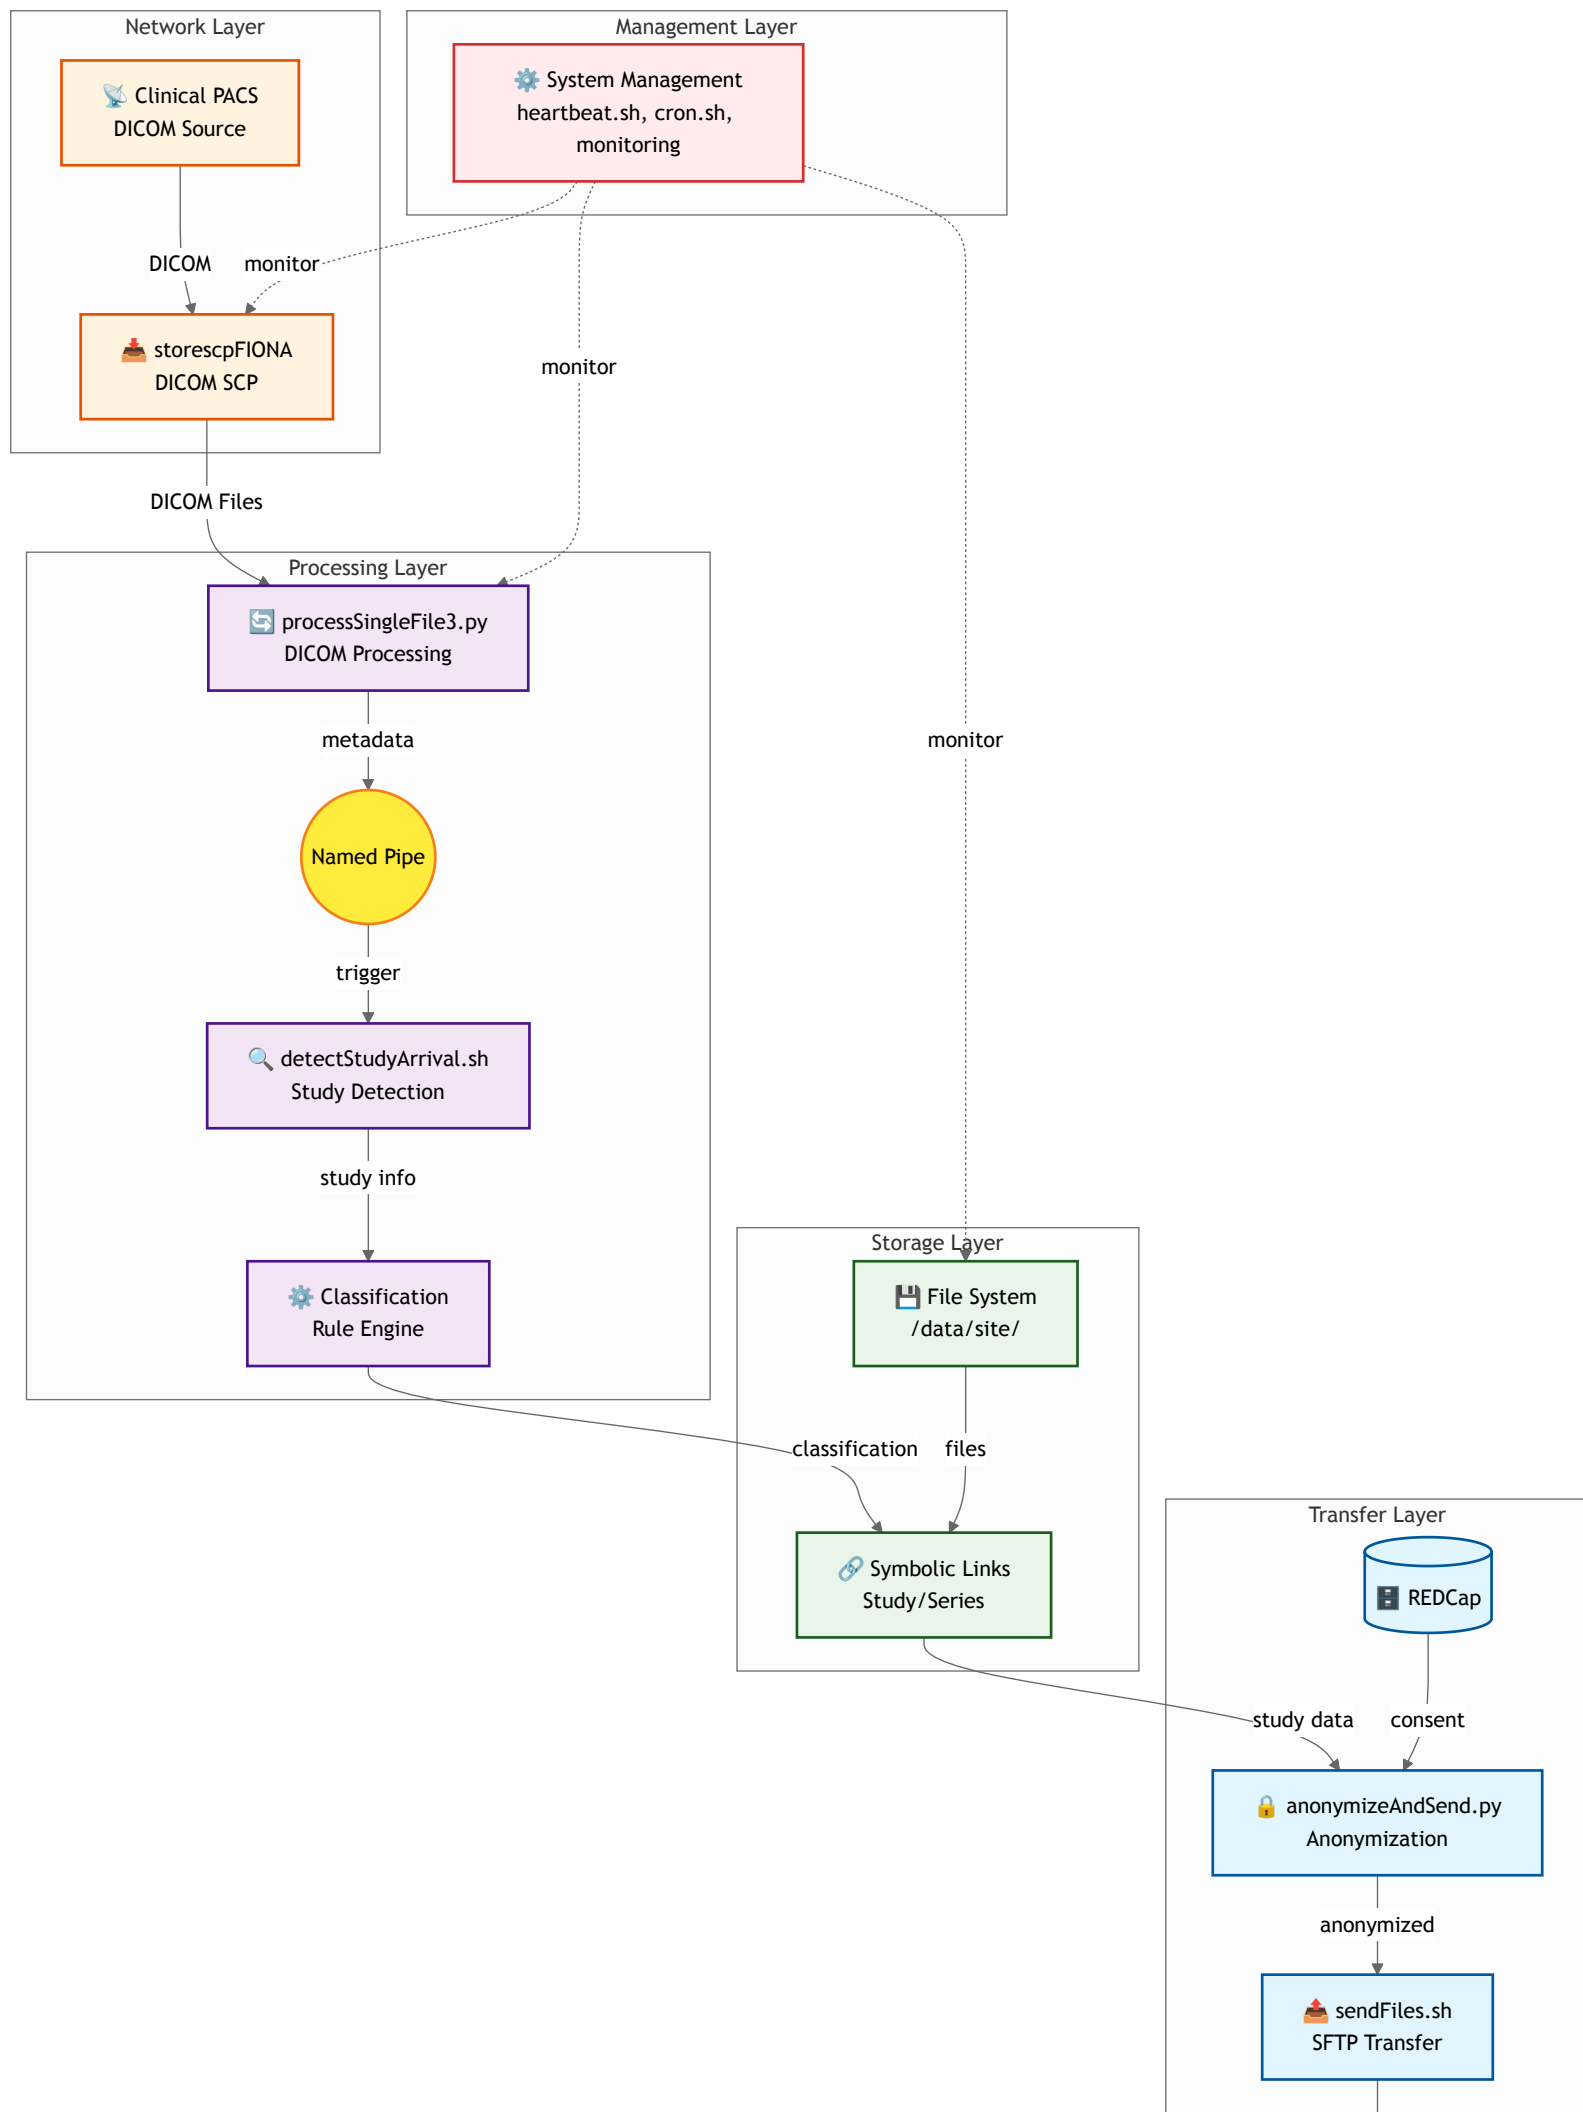 Network Layer
Clinical PACS
DICOM Source
DICOM
storescpFIONA
DICOM SCP
Management Layer
System Management
heartbeat.sh, cron.sh,
monitoring
monitor
monitor
monitor
DICOM Files
Processing Layer
processSingleFile3.py
DICOM Processing
metadata
Named Pipe
trigger
detectStudyArrival.sh
Study Detection
study info
Classification
Rule Engine
Storage Layer
File System
/data/site/
classification
files
Symbolic Links
Study/Series
Transfer Layer
REDCap
study data
consent
anonymizeAndSend.py
Anonymization
anonymized
sendFiles.sh
SFTP Transfer